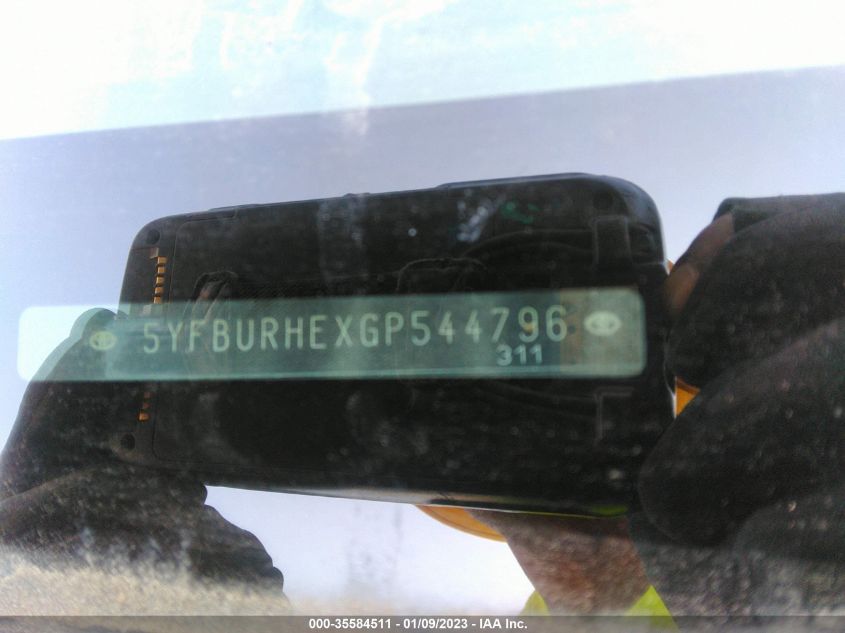 5YFBURHEXGP544796
311
000-35584511 - 01/09/2023 - IAA Inc.